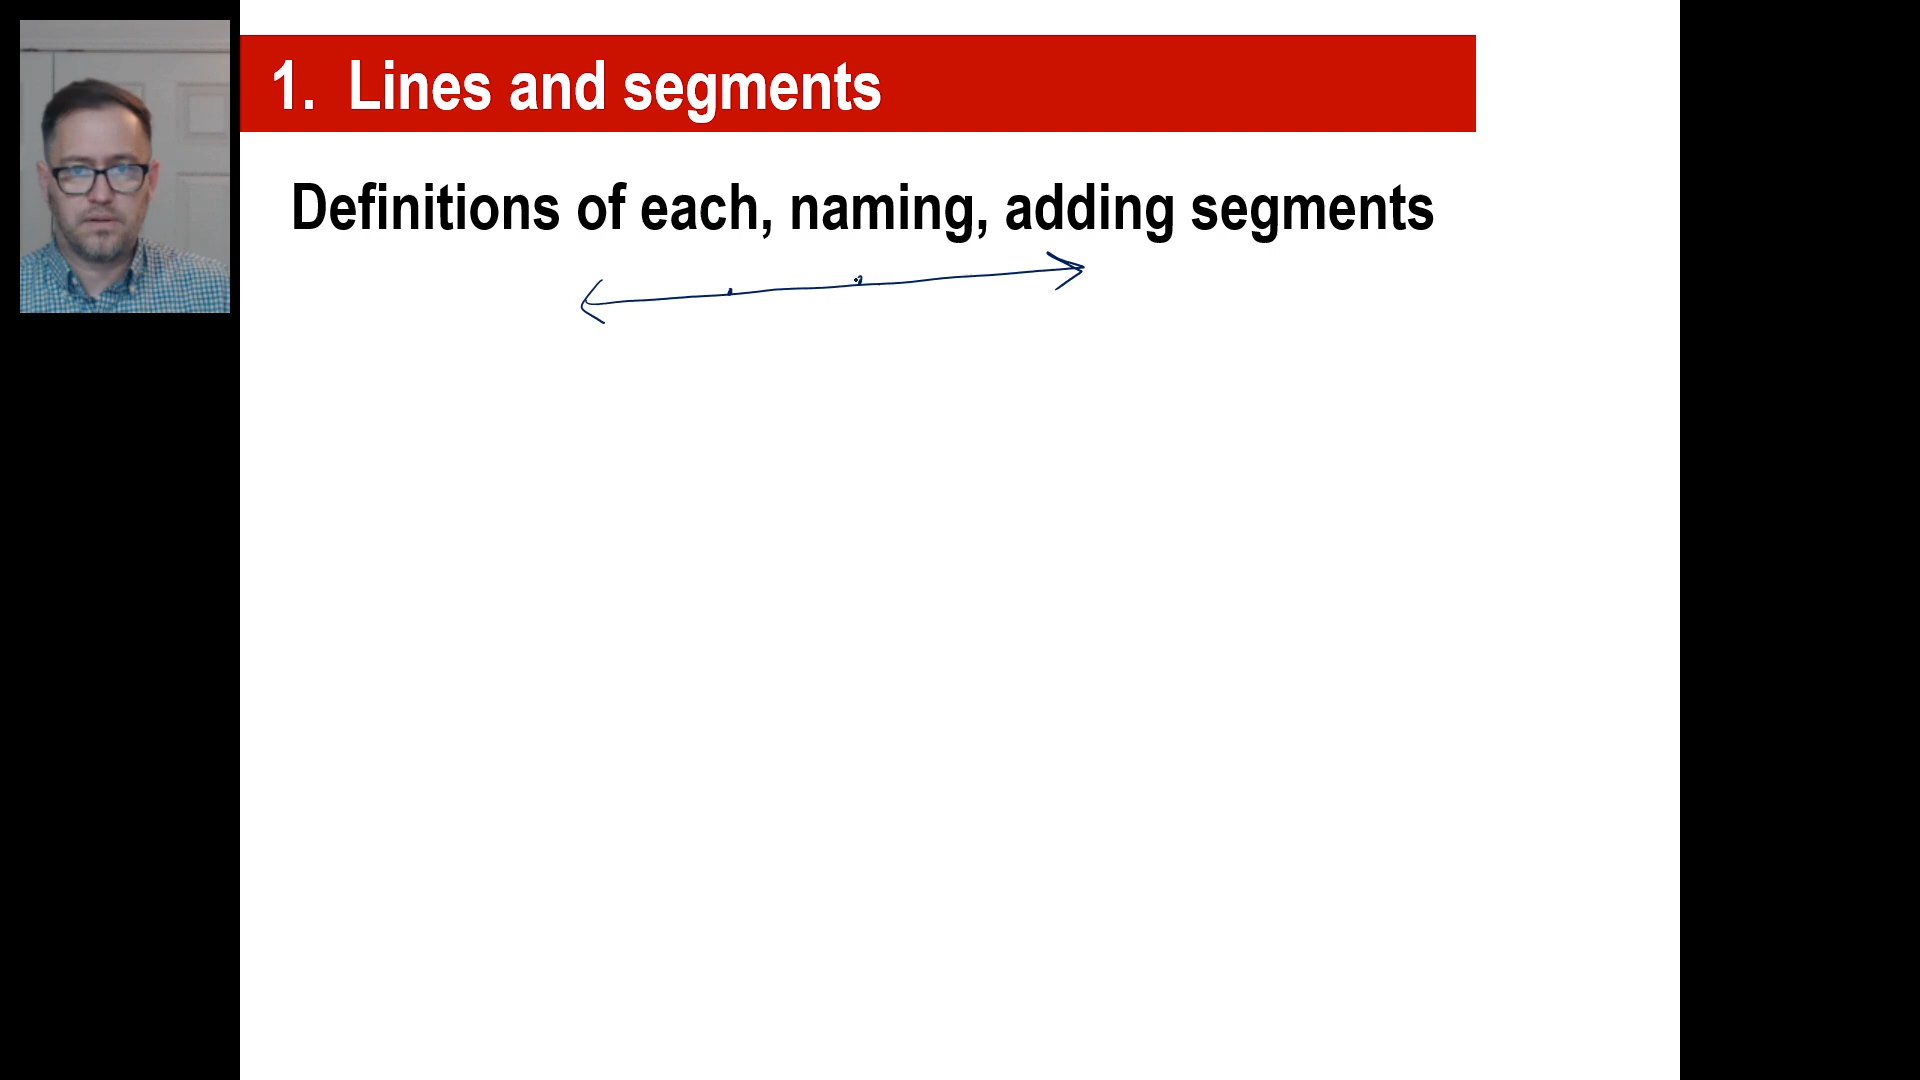 1. Lines and segments
Definitions of each, naming, adding segments